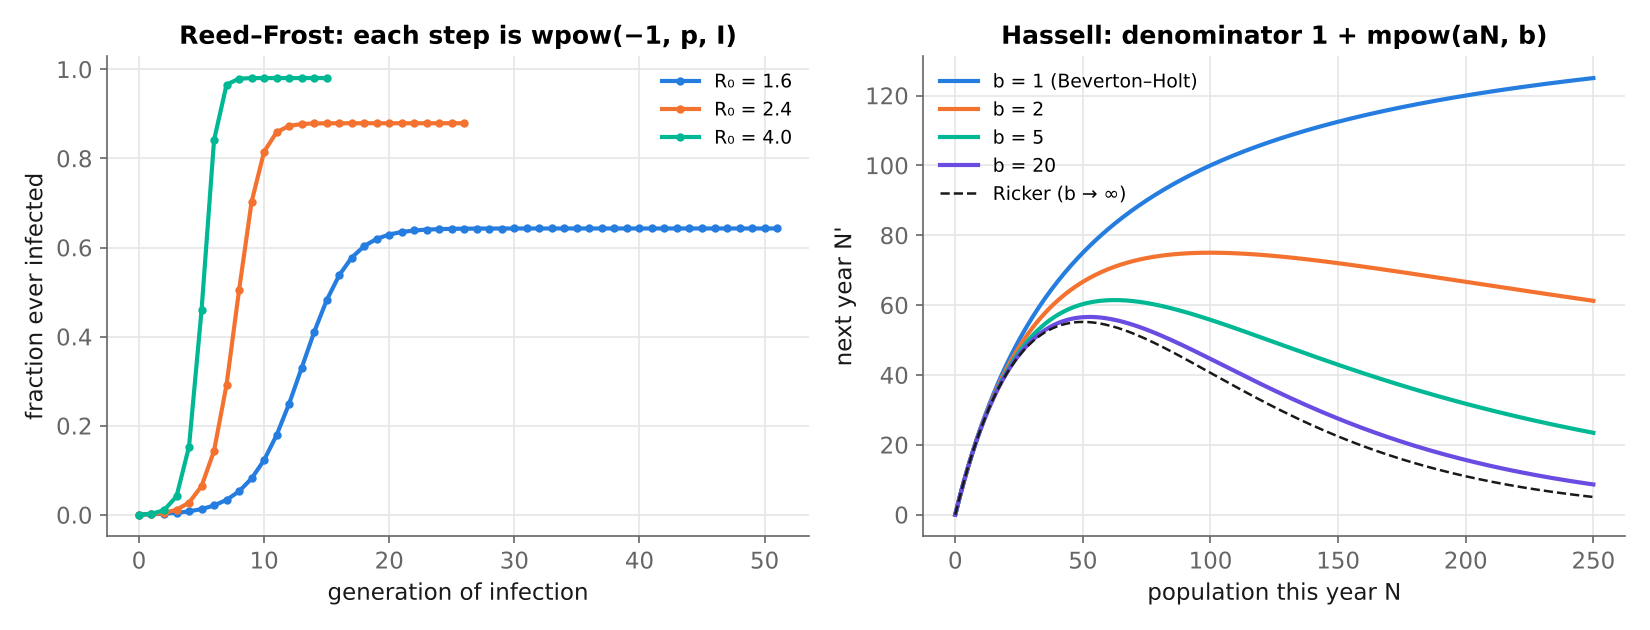 Reed–Frost: each step is wpow(−1, p, I)
fraction ever infected
1.0
0.8
0.6
0.4
0.2
0.0
R₀ = 1.6
R₀ = 2.4
R₀ = 4.0
0 10 20 30 40 50
generation of infection
Hassell: denominator 1 + mpow(aN, b)
next year N'
120
100
80
60
40
20
0
b = 1 (Beverton–Holt)
b = 2
b = 5
b = 20
Ricker (b → ∞)
0 50 100 150 200 250
population this year N